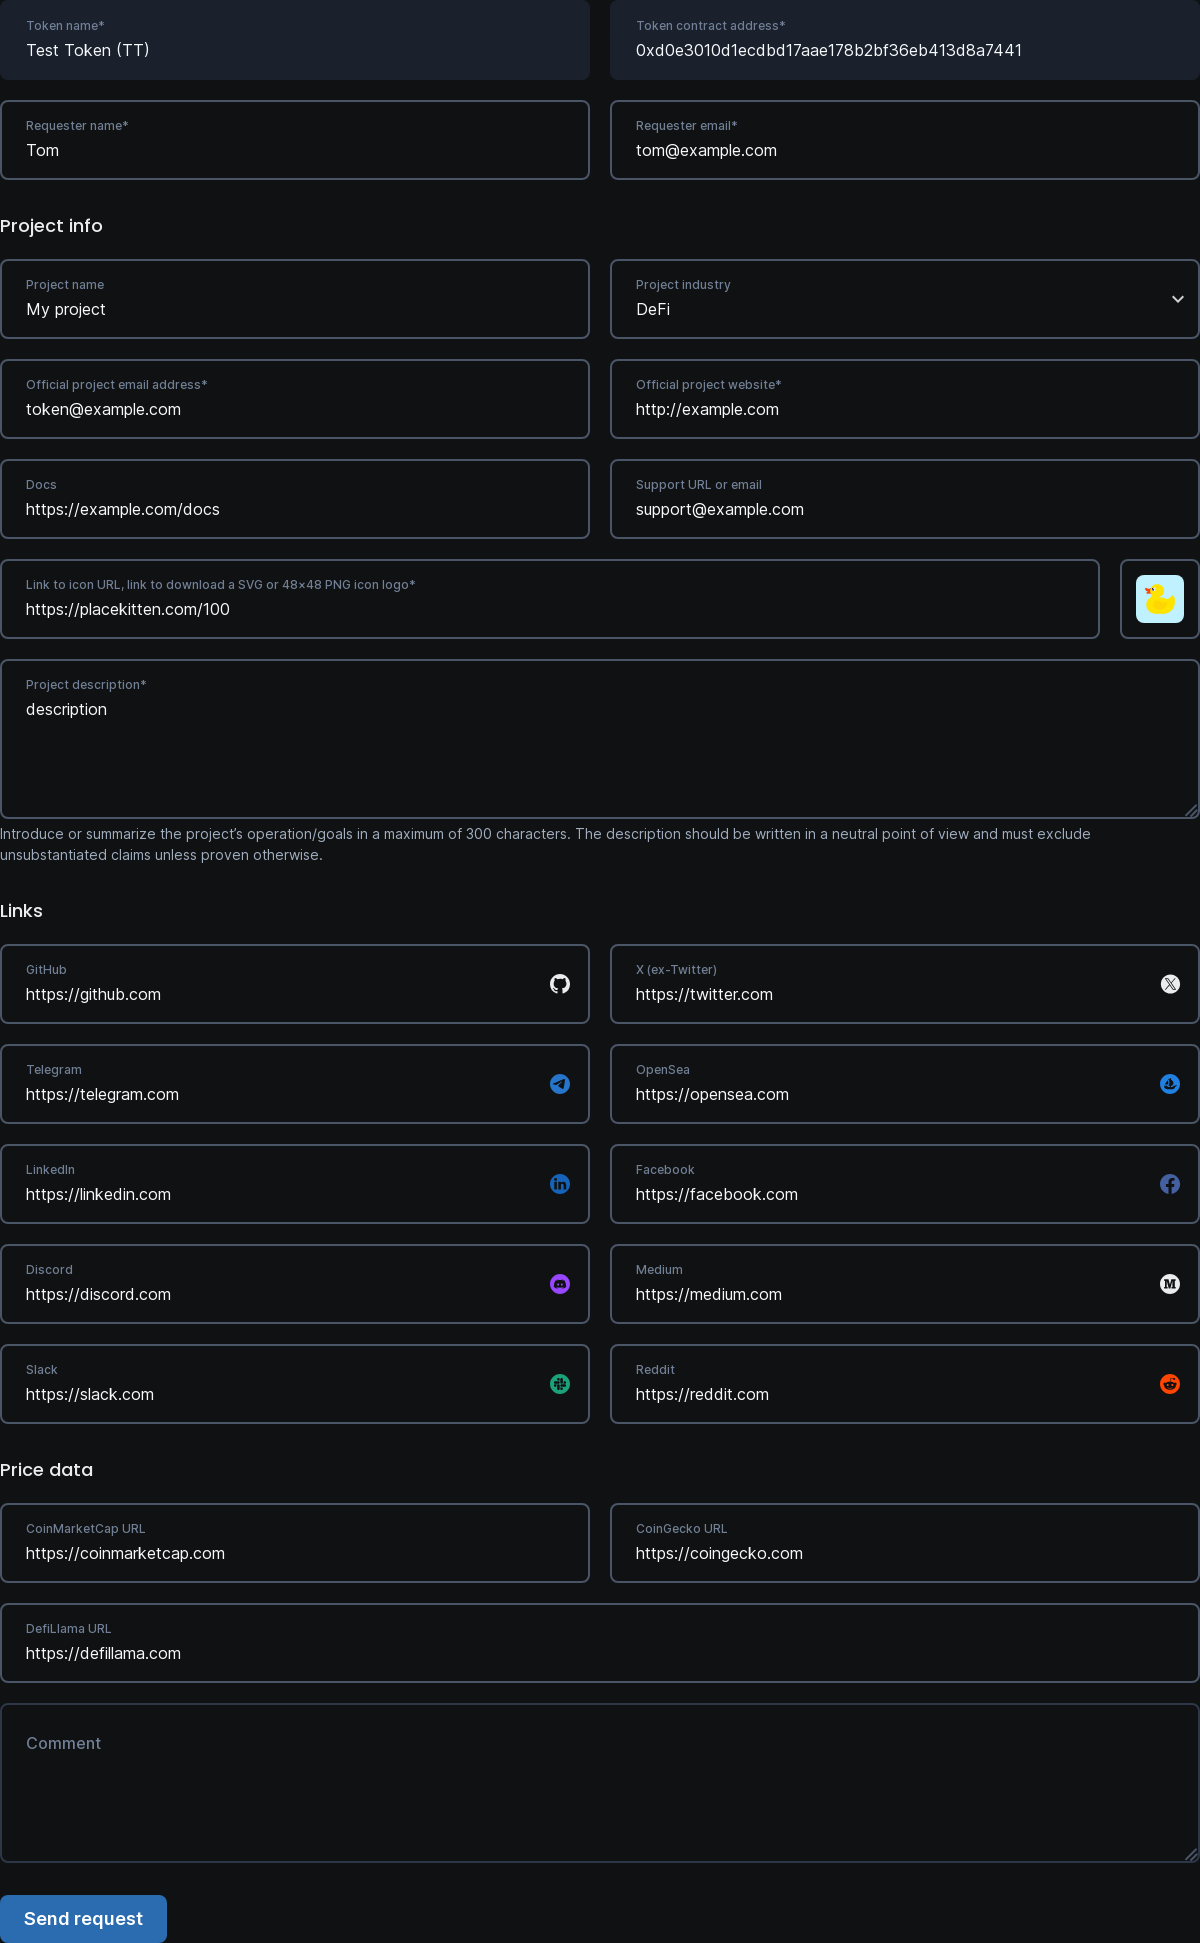 Token name*
Test Token (TT)
Token contract address*
0xd0e3010d1ecdbd17aae178b2bf36eb413d8a7441
Requester name*
Tom
Requester email*
tom@example.com
Project info
Project name
My project
Project industry
DeFi
Official project email address*
token@example.com
Official project website*
http://example.com
Docs
https://example.com/docs
Support URL or email
support@example.com
Link to icon URL, link to download a SVG or 48×48 PNG icon logo*
https://placekitten.com/100
Project description*
description
Introduce or summarize the project’s operation/goals in a maximum of 300 characters. The description should be written in a neutral point of view and must exclude
unsubstantiated claims unless proven otherwise.
Links
GitHub
https://github.com
X (ex-Twitter)
https://twitter.com
Telegram
https://telegram.com
OpenSea
https://opensea.com
LinkedIn
https://linkedin.com
Facebook
https://facebook.com
Discord
https://discord.com
Medium
https://medium.com
Slack
https://slack.com
Reddit
https://reddit.com
Price data
CoinMarketCap URL
https://coinmarketcap.com
CoinGecko URL
https://coingecko.com
DefiLlama URL
https://defillama.com
Comment
Send request